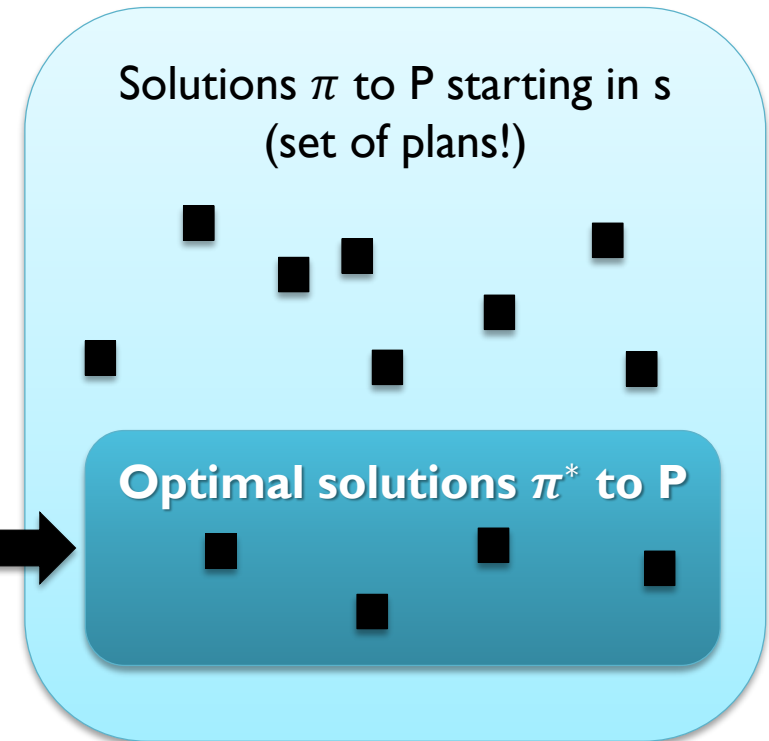 Solutions 𝜋 to P starting in s
(set of plans!)
Optimal solutions 𝜋* to P